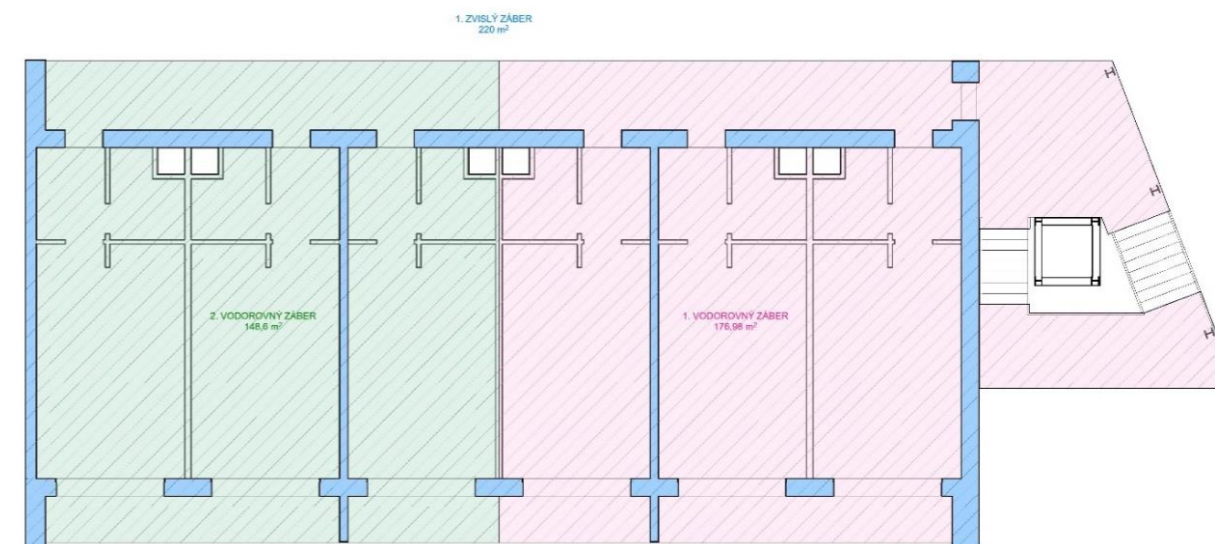 1. ZVISLÝ ZÁBER
220 m²
2. VODOROVNÝ ZÁBER
148,6 m²
1. VODOROVNÝ ZÁBER
176,98 m²